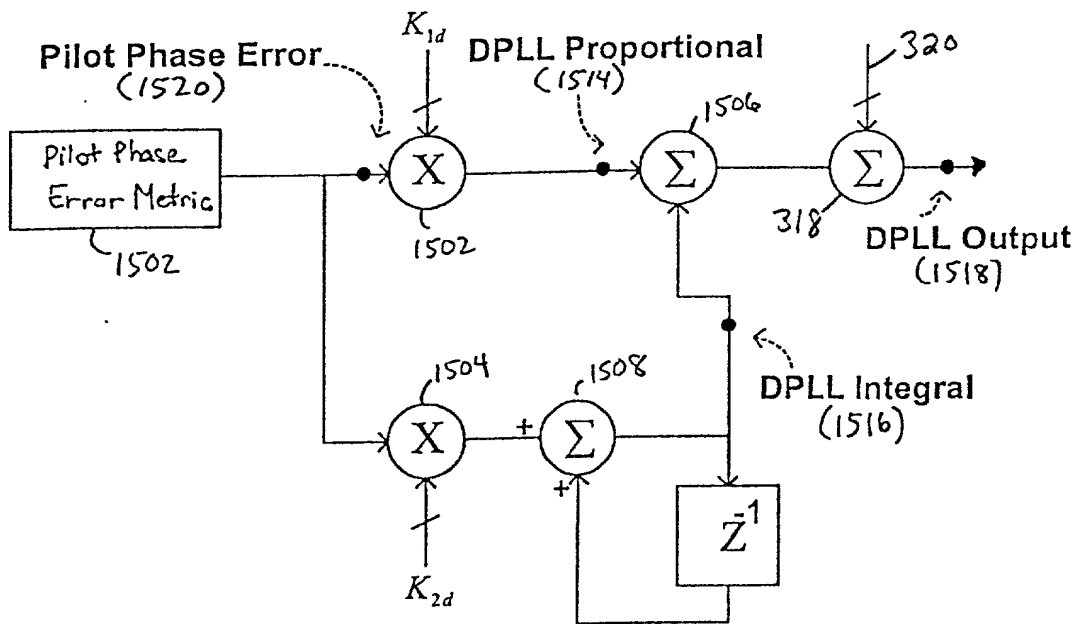 K1d
Pilot Phase Error
(1520)
DPLL Proportional
(1514)
320
1506
Pilot Phase
Error Metric
1502
X
1502
Σ
Σ
318
DPLL Output
(1518)
1504
X
1508
+
Σ
+
DPLL Integral
(1516)
Z-1
K2d